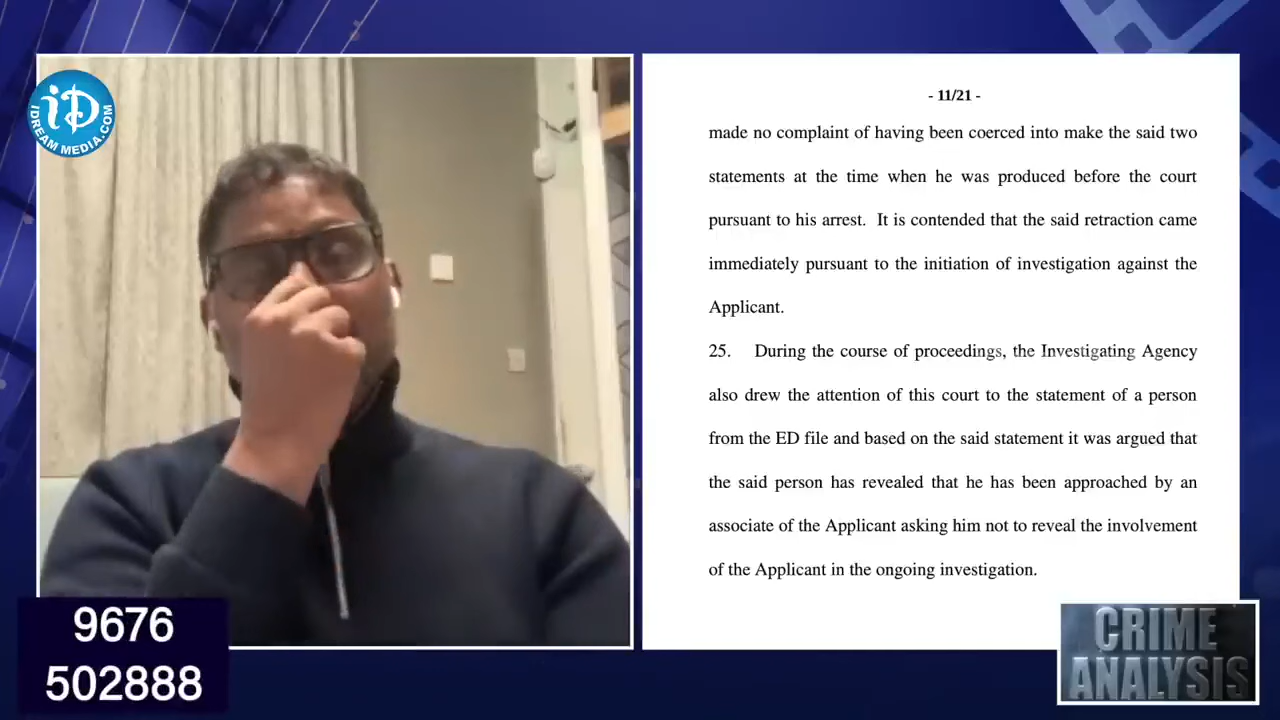 iD
IDREAM MEDIA.COM
- 11/21 -
made no complaint of having been coerced into make the said two
statements at the time when he was produced before the court
pursuant to his arrest. It is contended that the said retraction came
immediately pursuant to the initiation of investigation against the
Applicant.
25. During the course of proceedings, the Investigating Agency
also drew the attention of this court to the statement of a person
from the ED file and based on the said statement it was argued that
the said person has revealed that he has been approached by an
associate of the Applicant asking him not to reveal the involvement
of the Applicant in the ongoing investigation.
9676
502888
CRIME
ANALYSIS